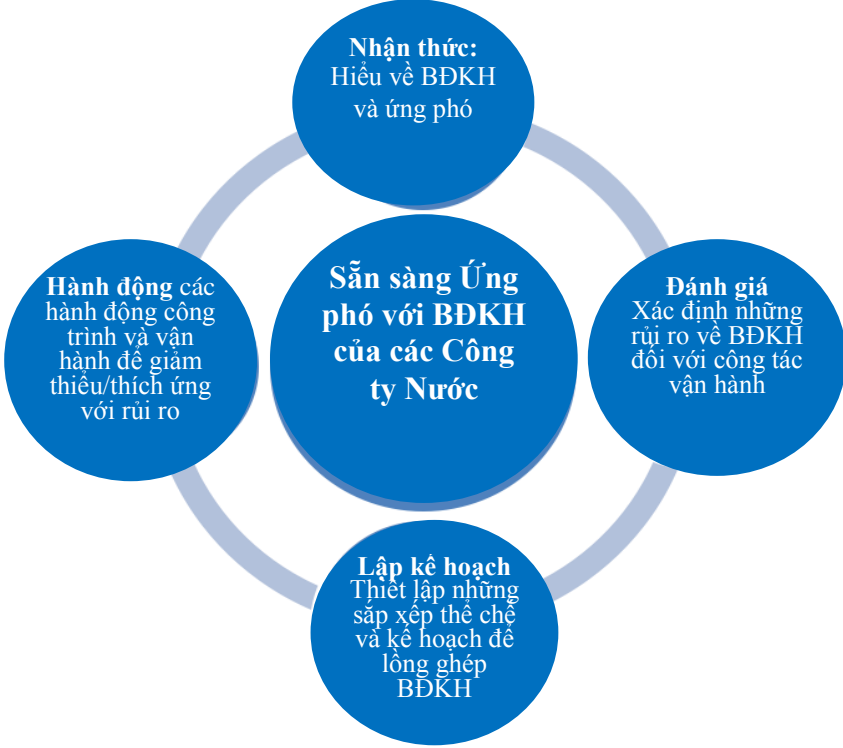 Nhận thức:
Hiểu về BĐKH
và ứng phó
Sẵn sàng Ứng
phó với BĐKH
của các Công
ty Nước
Đánh giá
Xác định những
rủi ro về BĐKH
đối với công tác
vận hành
Lập kế hoạch
Thiết lập những
sắp xếp thể chế
và kế hoạch để
lồng ghép
BĐKH
Hành động các
hành động công
trình và vận
hành để giảm
thiểu/thích ứng
với rủi ro